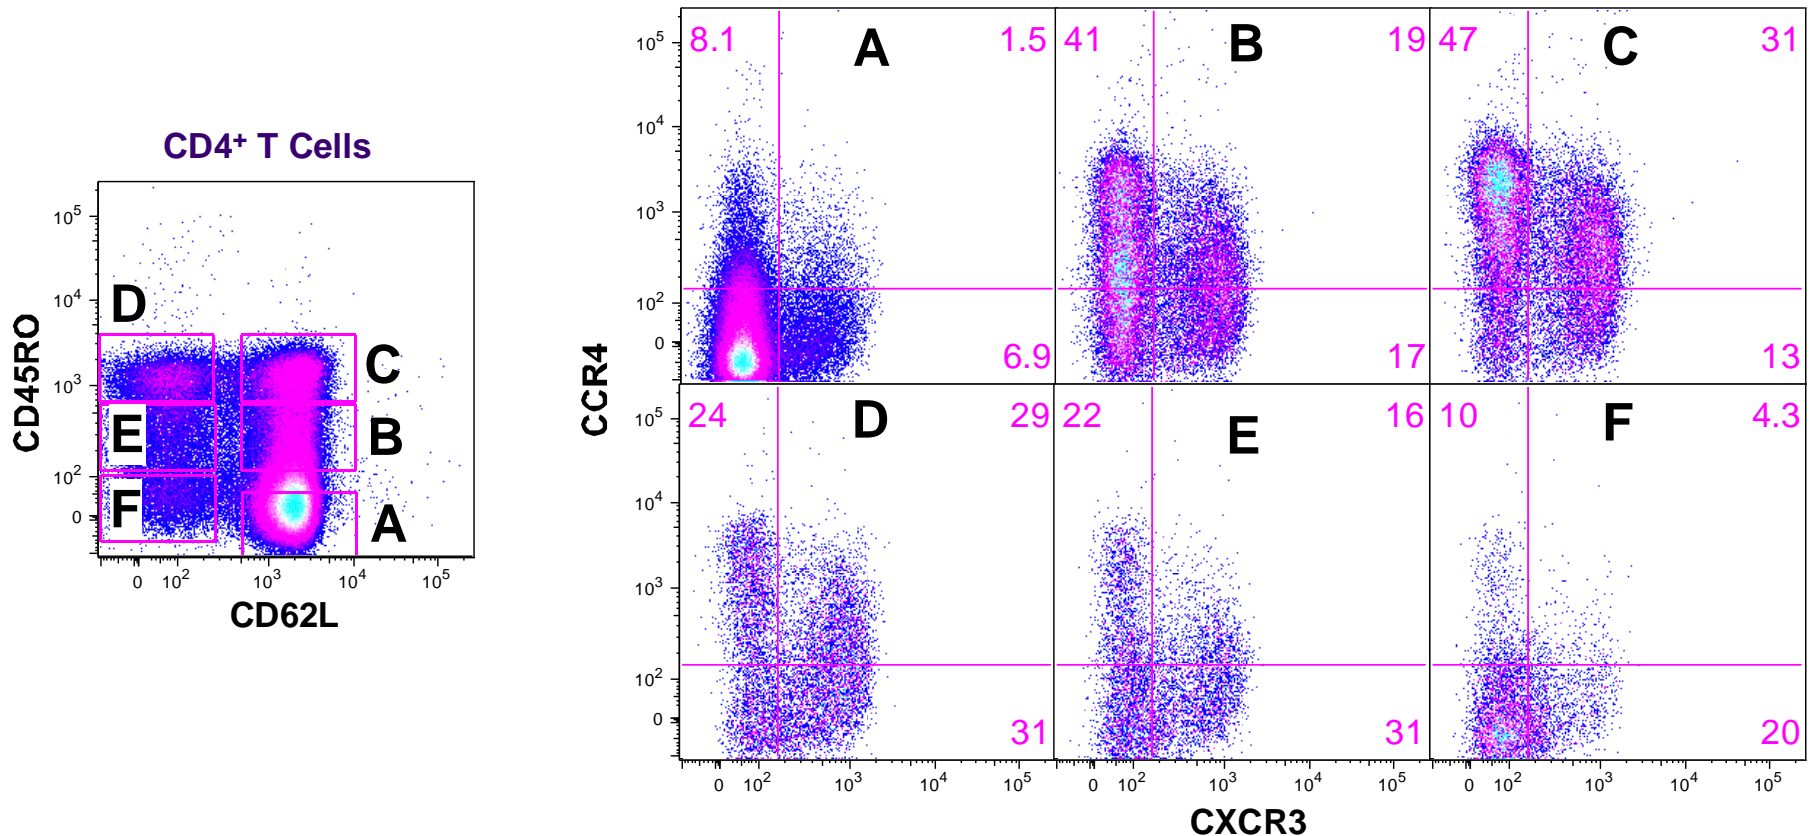 CD4⁺ T Cells
CD45RO
10⁵
10⁴
10³
10²
0
D
C
E
B
F
A
0 10² 10³ 10⁴ 10⁵
CD62L
CCR4
10⁵
10⁴
10³
10²
0
8.1 A 1.5
6.9
41 B 19
17
47 C 31
13
10⁵
10⁴
10³
10²
0
24 D 29
31
22 E 16
31
10 F 4.3
20
0 10² 10³ 10⁴ 10⁵
0 10² 10³ 10⁴ 10⁵
0 10² 10³ 10⁴ 10⁵
CXCR3